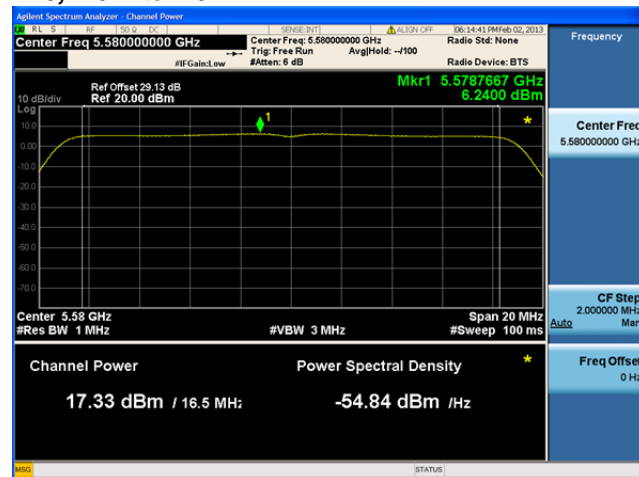 Agilent Spectrum Analyzer - Channel Power
RL S RF 50 Ω DC SENSE:INT ALIGN OFF 06:14:41 PM Feb 02, 2013
Center Freq 5.580000000 GHz
Center Freq: 5.580000000 GHz
Radio Std: None
Trig: Free Run Avg|Hold: --/100
#IFGain:Low #Atten: 6 dB Radio Device: BTS
Frequency
Mkr1 5.5787667 GHz
6.2400 dBm
Ref Offset 29.13 dB
10 dB/div Ref 20.00 dBm
Log
1
*
10.0
0.00
-10.0
-20.0
-30.0
-40.0
-50.0
-60.0
-70.0
Center Freq
5.580000000 GHz
Center 5.58 GHz Span 20 MHz
#Res BW 1 MHz #VBW 3 MHz #Sweep 100 ms
CF Step
2.000000 MHz
Auto Man
Channel Power Power Spectral Density *
17.33 dBm / 16.5 MHz -54.84 dBm /Hz
Freq Offset
0 Hz
MSG STATUS